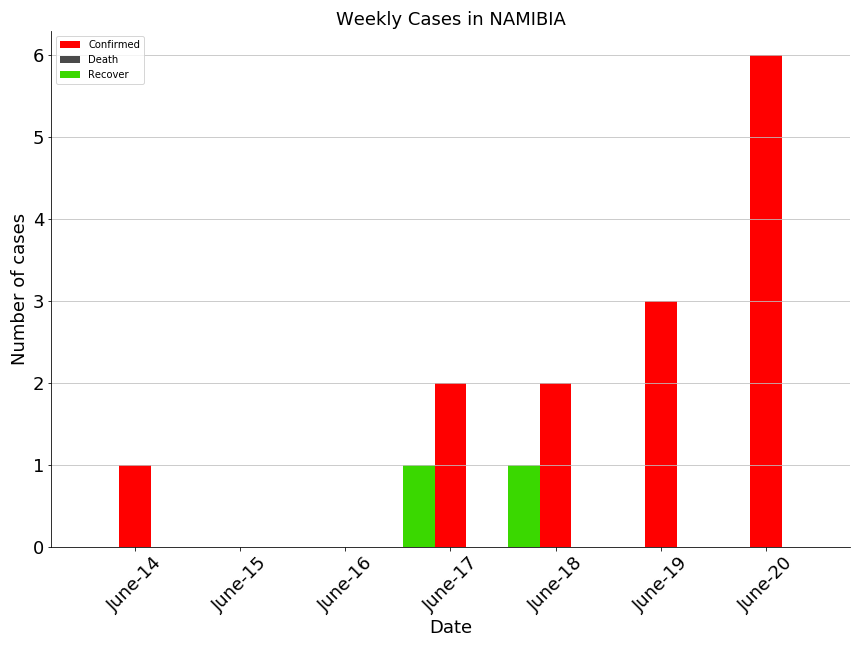 Weekly Cases in NAMIBIA
Confirmed
Death
Recover
Number of cases
6
5
4
3
2
1
0
June-14
June-15
June-16
June-17
June-18
June-19
June-20
Date